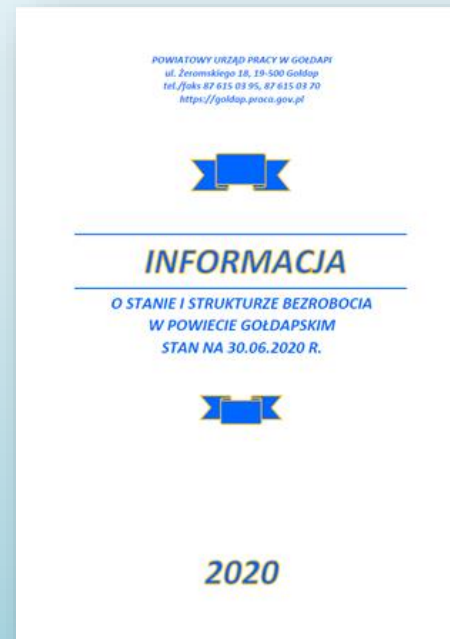 POWIATOWY URZĄD PRACY W GOŁDAPI
ul. Żeromskiego 18, 19-500 Gołdap
tel./faks 87 615 03 95, 87 615 03 70
https://goldap.praca.gov.pl
INFORMACJA
O STANIE I STRUKTURZE BEZROBOCIA
W POWIECIE GOŁDAPSKIM
STAN NA 30.06.2020 R.
2020